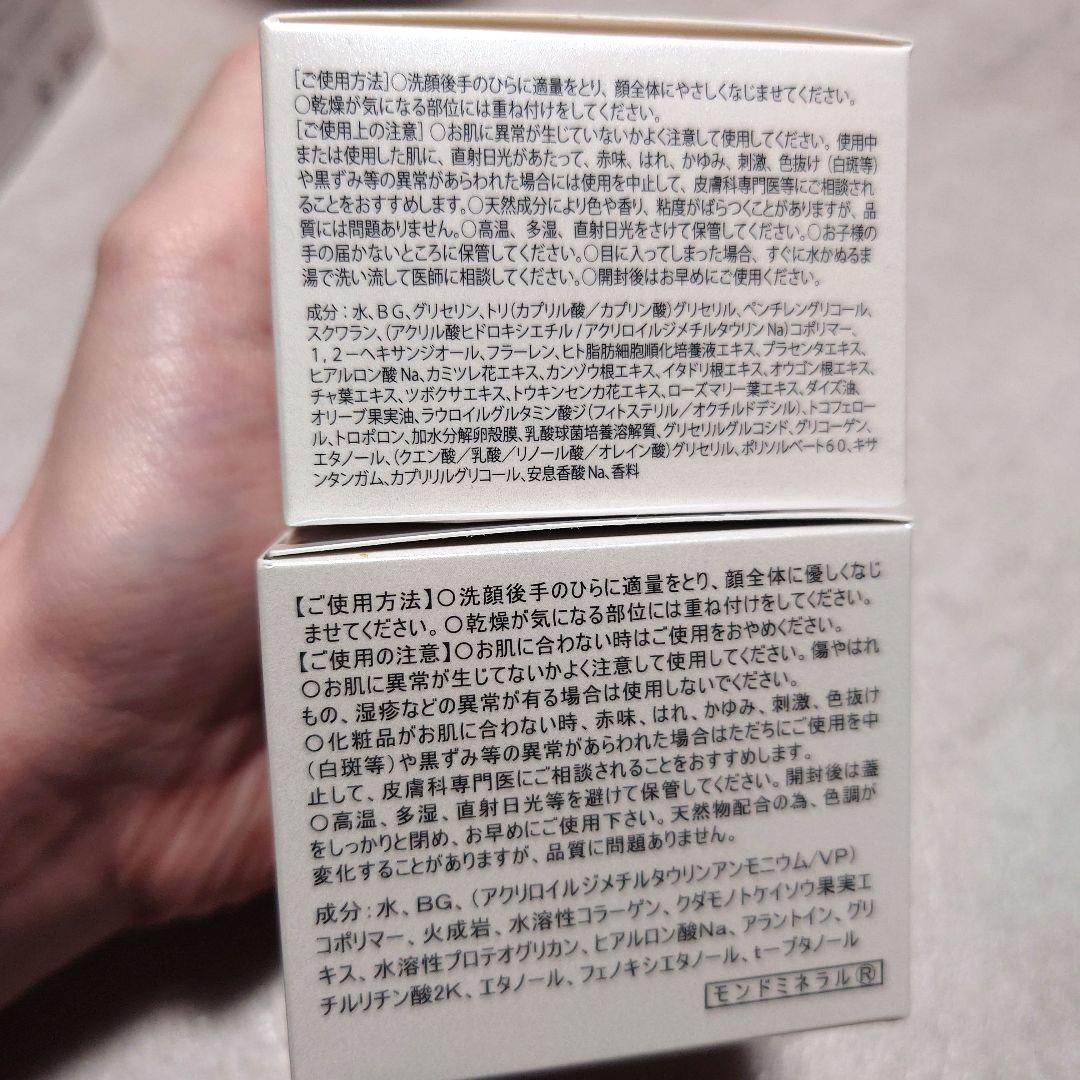 [ご使用方法]○洗顔後手のひらに適量をとり、顔全体にやさしくなじませてください。
○乾燥が気になる部位には重ね付けをしてください。
[ご使用上の注意] ○お肌に異常が生じていないかよく注意して使用してください。使用中
または使用した肌に、直射日光があたって、赤味、はれ、かゆみ、刺激、色抜け(白斑等)
や黒ずみ等の異常があらわれた場合には使用を中止して、皮膚科専門医等にご相談され
ることをおすすめします。○天然成分により色や香り、粘度がばらつくことがありますが、品
質には問題ありません。○高温、多湿、直射日光をさけて保管してください。○お子様の
手の届かないところに保管してください。○目に入ってしまった場合、すぐに水かぬるま
湯で洗い流して医師に相談してください。○開封後はお早めにご使用ください。
成分：水、BG、グリセリン、トリ(カプリル酸／カプリン酸)グリセリル、ペンチレングリコール、
スクワラン、(アクリル酸ヒドロキシエチル/アクリロイルジメチルタウリンNa)コポリマー、
1,2－ヘキサンジオール、フラーレン、ヒト脂肪細胞順化培養液エキス、プラセンタエキス、
ヒアルロン酸Na、カミツレ花エキス、カンゾウ根エキス、イタドリ根エキス、オウゴン根エキス、
チャ葉エキス、ツボクサエキス、トウキンセンカ花エキス、ローズマリー葉エキス、ダイズ油、
オリーブ果実油、ラウロイルグルタミン酸ジ(フィトステリル／オクチルドデシル)、トコフェロー
ル、トロポロン、加水分解卵殻膜、乳酸球菌培養溶解質、グリセリルグルコシド、グリコーゲン、
エタノール、(クエン酸／乳酸／リノール酸／オレイン酸)グリセリル、ポリソルベート60、キサ
ンタンガム、カプリリルグリコール、安息香酸Na、香料
【ご使用方法】○洗顔後手のひらに適量をとり、顔全体に優しくなじ
ませてください。○乾燥が気になる部位には重ね付けをしてください。
【ご使用の注意】○お肌に合わない時はご使用をおやめください。
○お肌に異常が生じてないかよく注意して使用してください。傷やはれ
もの、湿疹などの異常が有る場合は使用しないでください。
○化粧品がお肌に合わない時、赤味、はれ、かゆみ、刺激、色抜け
(白斑等)や黒ずみ等の異常があらわれた場合はただちにご使用を中
止して、皮膚科専門医にご相談されることをおすすめします。
○高温、多湿、直射日光等を避けて保管してください。開封後は蓋
をしっかりと閉め、お早めにご使用下さい。天然物配合の為、色調が
変化することがありますが、品質に問題ありません。
成分：水、BG、(アクリロイルジメチルタウリンアンモニウム/VP)
コポリマー、火成岩、水溶性コラーゲン、クダモノトケイソウ果実エ
キス、水溶性プロテオグリカン、ヒアルロン酸Na、アラントイン、グリ
チルリチン酸2K、エタノール、フェノキシエタノール、t－ブタノール
モンドミネラル®